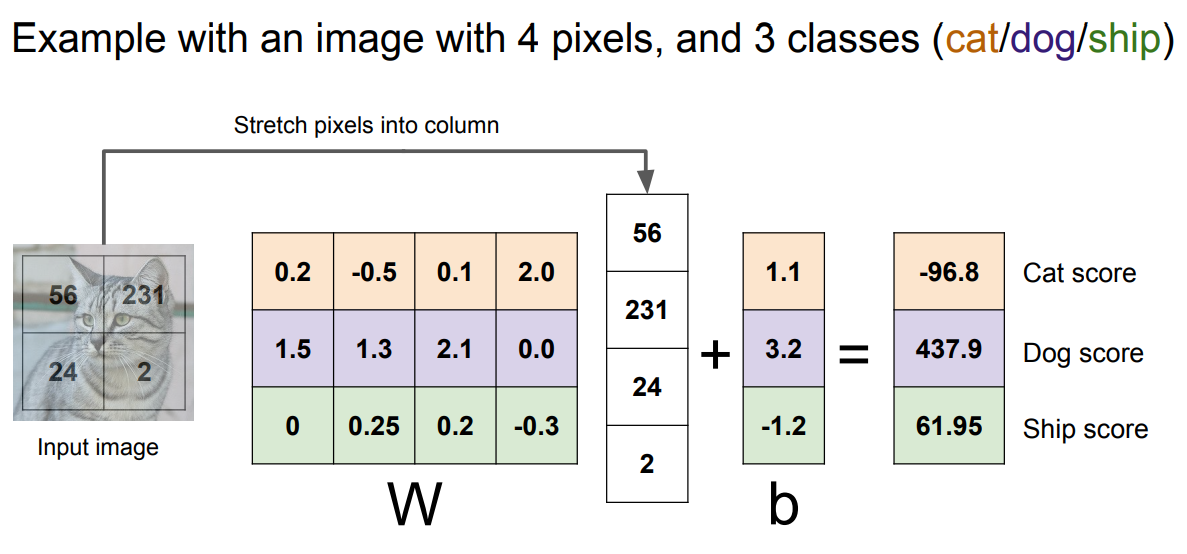 Example with an image with 4 pixels, and 3 classes (cat/dog/ship)
Stretch pixels into column
56 231
24 2
Input image
0.2 -0.5 0.1 2.0
1.5 1.3 2.1 0.0
0 0.25 0.2 -0.3
W
56
231
24
2
+
1.1
3.2
-1.2
b
=
-96.8 Cat score
437.9 Dog score
61.95 Ship score